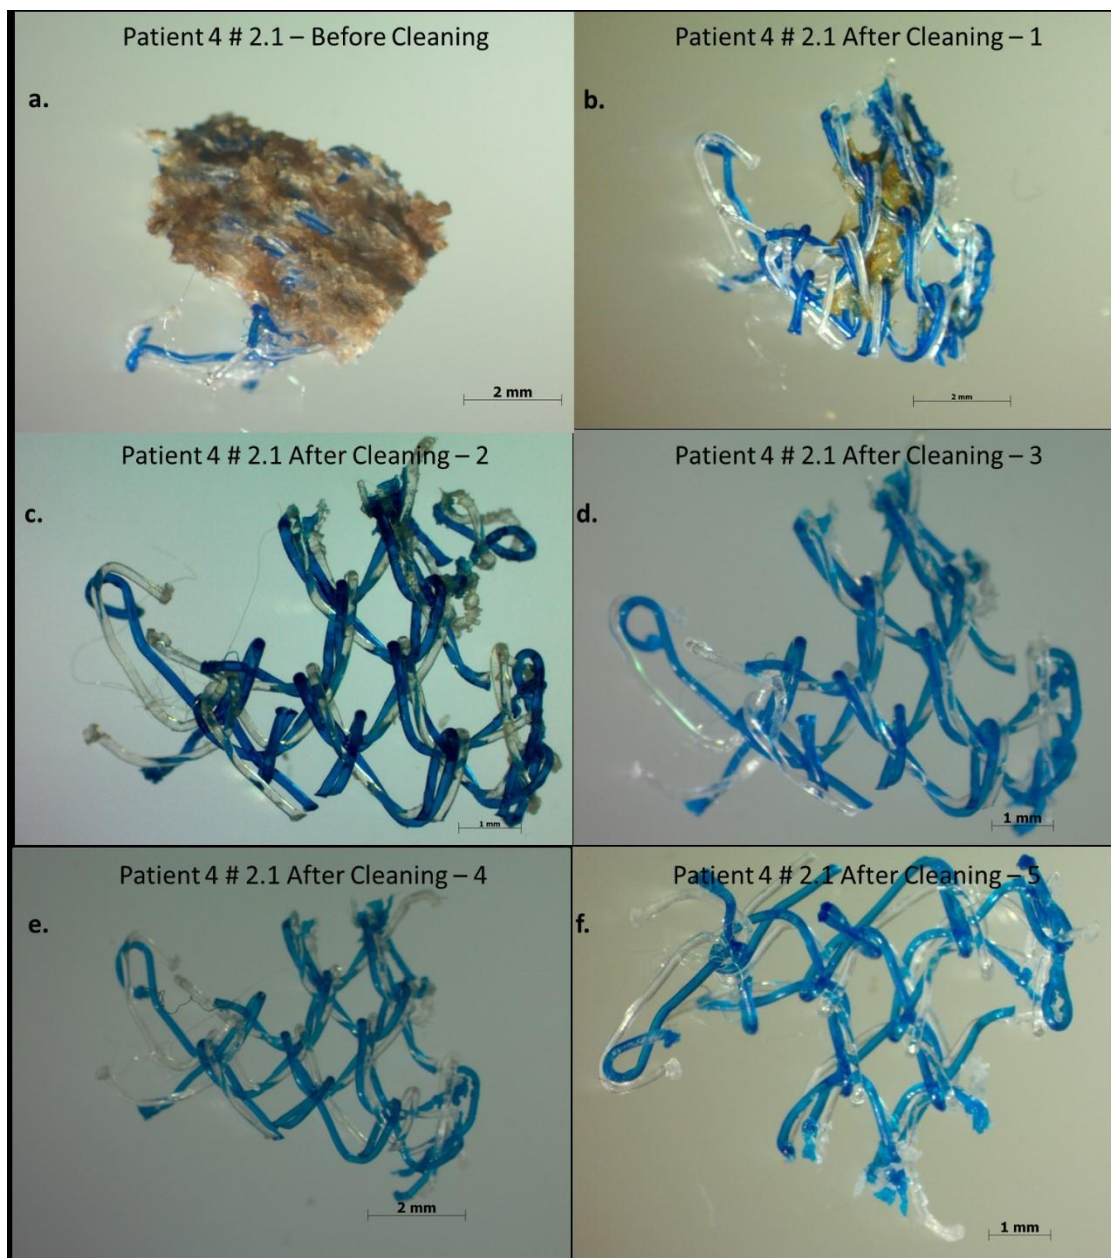 Patient 4 # 2.1 – Before Cleaning
a.
2 mm
Patient 4 # 2.1 After Cleaning – 1
b.
2 mm
Patient 4 # 2.1 After Cleaning – 2
c.
1 mm
Patient 4 # 2.1 After Cleaning – 3
d.
1 mm
Patient 4 # 2.1 After Cleaning – 4
e.
2 mm
Patient 4 # 2.1 After Cleaning – 5
f.
1 mm